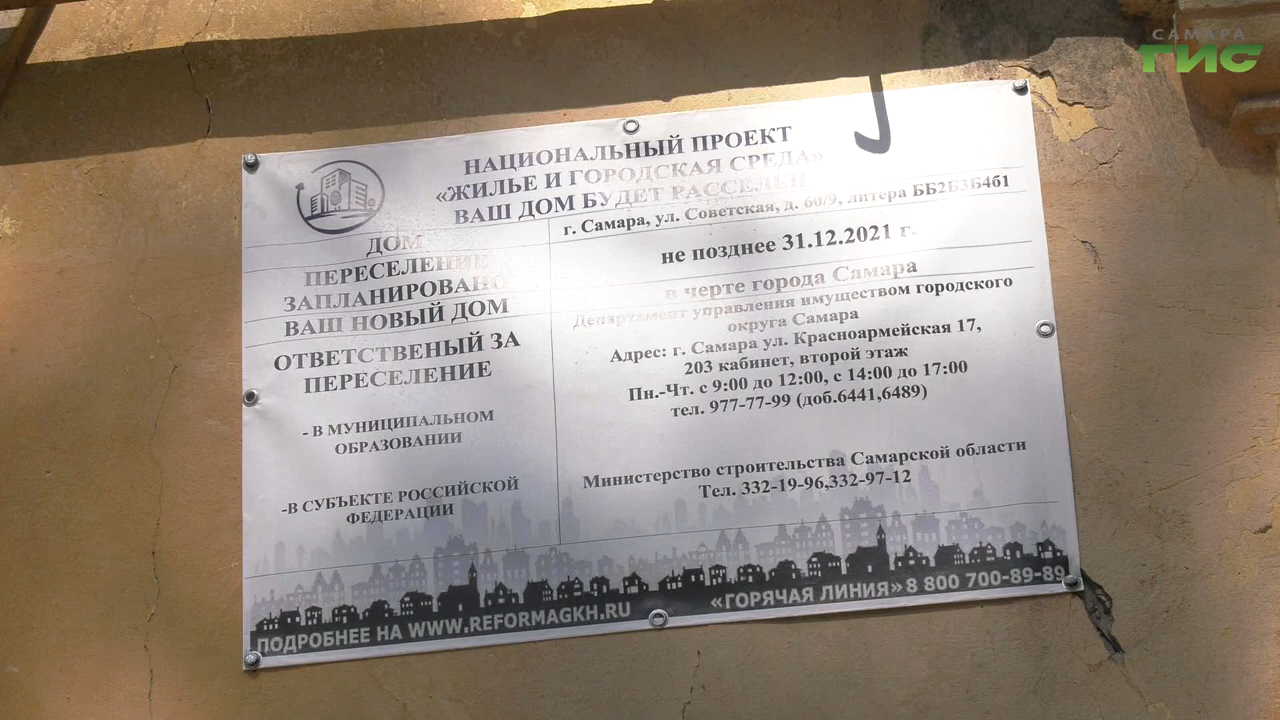 САМАРА
ГИС
НАЦИОНАЛЬНЫЙ ПРОЕКТ
«ЖИЛЬЕ И ГОРОДСКАЯ СРЕДА»
ВАШ ДОМ БУДЕТ РАССЕЛЕН
ДОМ
г. Самара, ул. Советская, д. 60/9, литера ББ2Б3Б4б1
ПЕРЕСЕЛЕНИЕ
ЗАПЛАНИРОВАНО
не позднее 31.12.2021 г.
ВАШ НОВЫЙ ДОМ
в черте города Самара
ОТВЕТСТВЕНЫЙ ЗА
ПЕРЕСЕЛЕНИЕ
- В МУНИЦИПАЛЬНОМ
ОБРАЗОВАНИИ
Департамент управления имуществом городского
округа Самара
Адрес: г. Самара ул. Красноармейская 17,
203 кабинет, второй этаж
Пн.-Чт. с 9:00 до 12:00, с 14:00 до 17:00
тел. 977-77-99 (доб.6441,6489)
-В СУБЪЕКТЕ РОССИЙСКОЙ
ФЕДЕРАЦИИ
Министерство строительства Самарской области
Тел. 332-19-96,332-97-12
ПОДРОБНЕЕ НА WWW.REFORMAGKH.RU
«ГОРЯЧАЯ ЛИНИЯ» 8 800 700-89-89